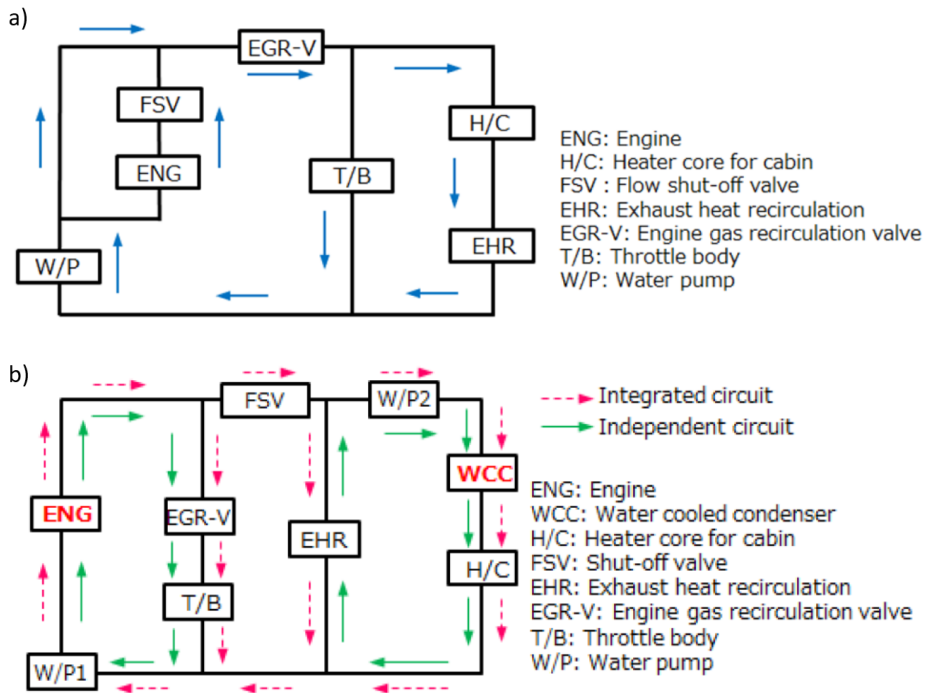 a)
EGR-V
FSV
H/C
ENG
T/B
EHR
W/P
ENG: Engine
H/C: Heater core for cabin
FSV : Flow shut-off valve
EHR: Exhaust heat recirculation
EGR-V: Engine gas recirculation valve
T/B: Throttle body
W/P: Water pump
b)
FSV
W/P2
WCC
ENG
EGR-V
EHR
H/C
T/B
W/P1
Integrated circuit
Independent circuit
ENG: Engine
WCC: Water cooled condenser
H/C: Heater core for cabin
FSV: Shut-off valve
EHR: Exhaust heat recirculation
EGR-V: Engine gas recirculation valve
T/B: Throttle body
W/P: Water pump